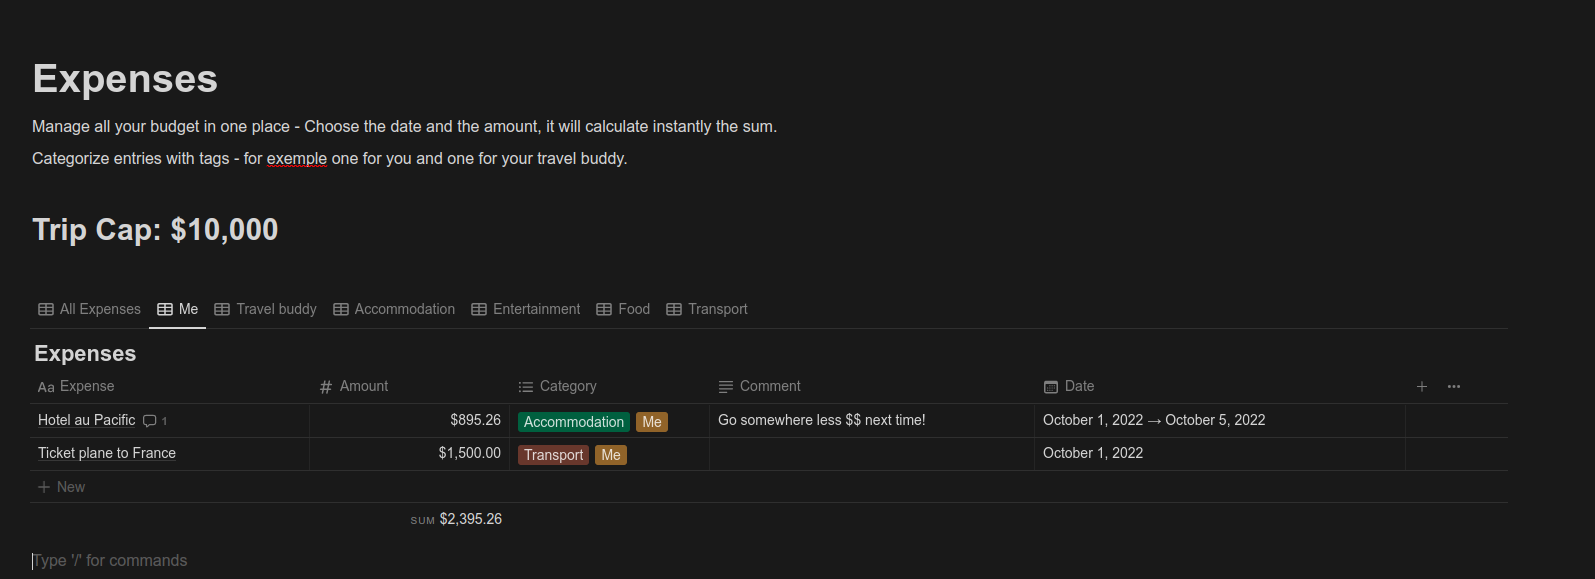 Expenses
Manage all your budget in one place - Choose the date and the amount, it will calculate instantly the sum.
Categorize entries with tags - for exemple one for you and one for your travel buddy.
Trip Cap: $10,000
All Expenses Me Travel buddy Accommodation Entertainment Food Transport
Expenses
Aa Expense # Amount Category Comment Date + ...
Hotel au Pacific 1 $895.26 Accommodation Me Go somewhere less $$ next time! October 1, 2022 → October 5, 2022
Ticket plane to France $1,500.00 Transport Me October 1, 2022
+ New
SUM $2,395.26
Type '/' for commands